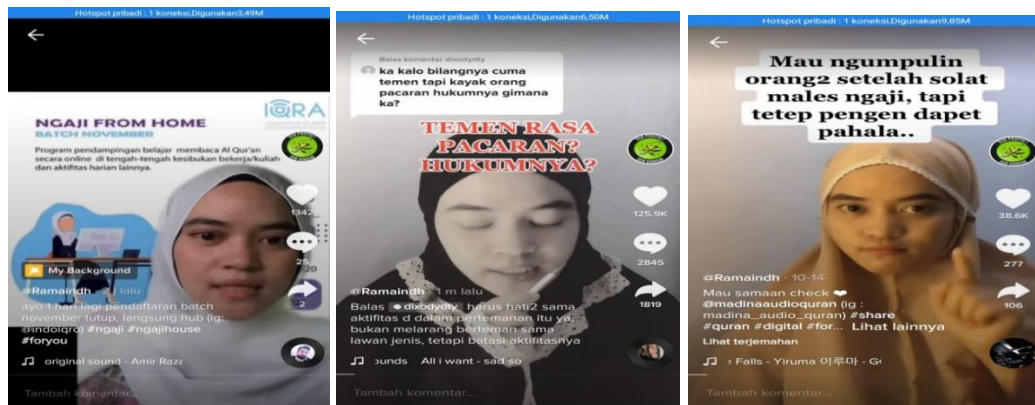 Hotspot pribadi : 1 koneksi,Digunakan3,49M
IQRA
NGAJI FROM HOME
BATCH NOVEMBER
Program pendampingan belajar membaca Al Qur'an
secara online di tengah-tengah kesibukan bekerja/kuliah
dan aktifitas harian lainnya.
1342
25
2
My Background
@Ramaindh
lalu
ayo 1 hari lagi pendaftaran batch
november tutup, langsung hub (ig:
@indoiqro) #ngaji #ngajihouse
#foryou
original sound - Amir Raza
Tambah komentar...
Hotspot pribadi : 1 koneksi,Digunakan6,50M
Balas komentar dixodydty
ka kalo bilangnya cuma
temen tapi kayak orang
pacaran hukumnya gimana
ka?
TEMEN RASA
PACARAN?
HUKUMNYA?
125.9K
2845
1819
@Ramaindh · 1 m lalu
Balas dixodydty harus hati2 sama
aktifitas d dalam pertemanan itu ya,
bukan melarang berteman sama
lawan jenis, tetapi batasi aktifitasnya
ounds All i want - sad so
Tambah komentar...
Hotspot pribadi : 1 koneksi,Digunakan9,85M
Mau ngumpulin
orang2 setelah solat
males ngaji, tapi
tetep pengen dapet
pahala..
38.6K
277
106
@Ramaindh · 10-14
Mau samaan check ❤
@madinaaudioquran (ig :
madina_audio_quran) #share
#quran #digital #for... Lihat lainnya
Lihat terjemahan
Falls - Yiruma 이루마 - G
Tambah komentar...